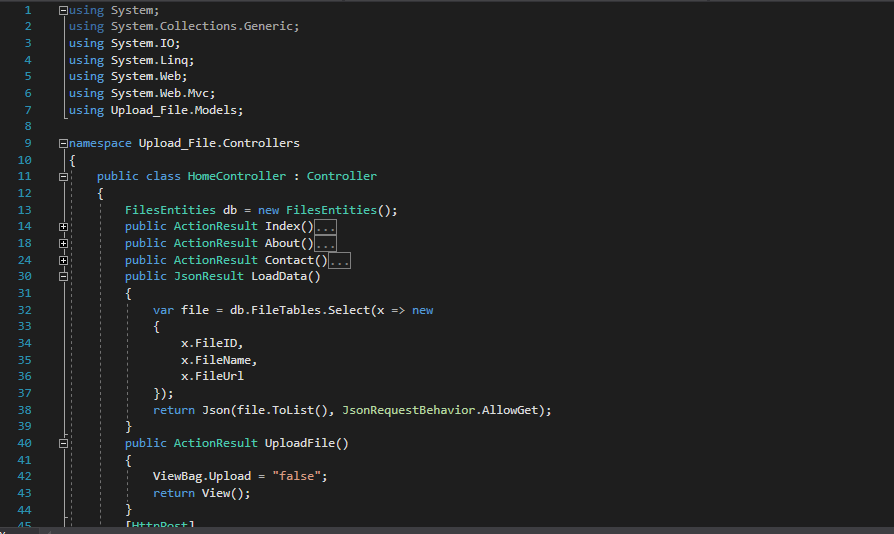 1 using System;
2 using System.Collections.Generic;
3 using System.IO;
4 using System.Linq;
5 using System.Web;
6 using System.Web.Mvc;
7 using Upload_File.Models;
8
9 namespace Upload_File.Controllers
10 {
11 public class HomeController : Controller
12 {
13 FilesEntities db = new FilesEntities();
14 public ActionResult Index()...
18 public ActionResult About()...
24 public ActionResult Contact()...
30 public JsonResult LoadData()
31 {
32 var file = db.FileTables.Select(x => new
33 {
34 x.FileID,
35 x.FileName,
36 x.FileUrl
37 });
38 return Json(file.ToList(), JsonRequestBehavior.AllowGet);
39 }
40 public ActionResult UploadFile()
41 {
42 ViewBag.Upload = "false";
43 return View();
44 }
45 [HttpPost]